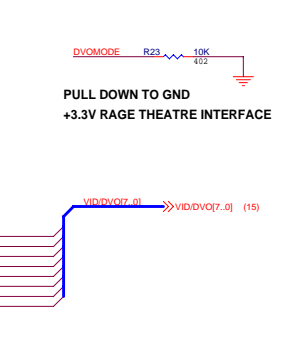 DVOMODE R23 10K
402
PULL DOWN TO GND
+3.3V RAGE THEATRE INTERFACE
VID/DVO[7..0] VID/DVO[7..0] (15)